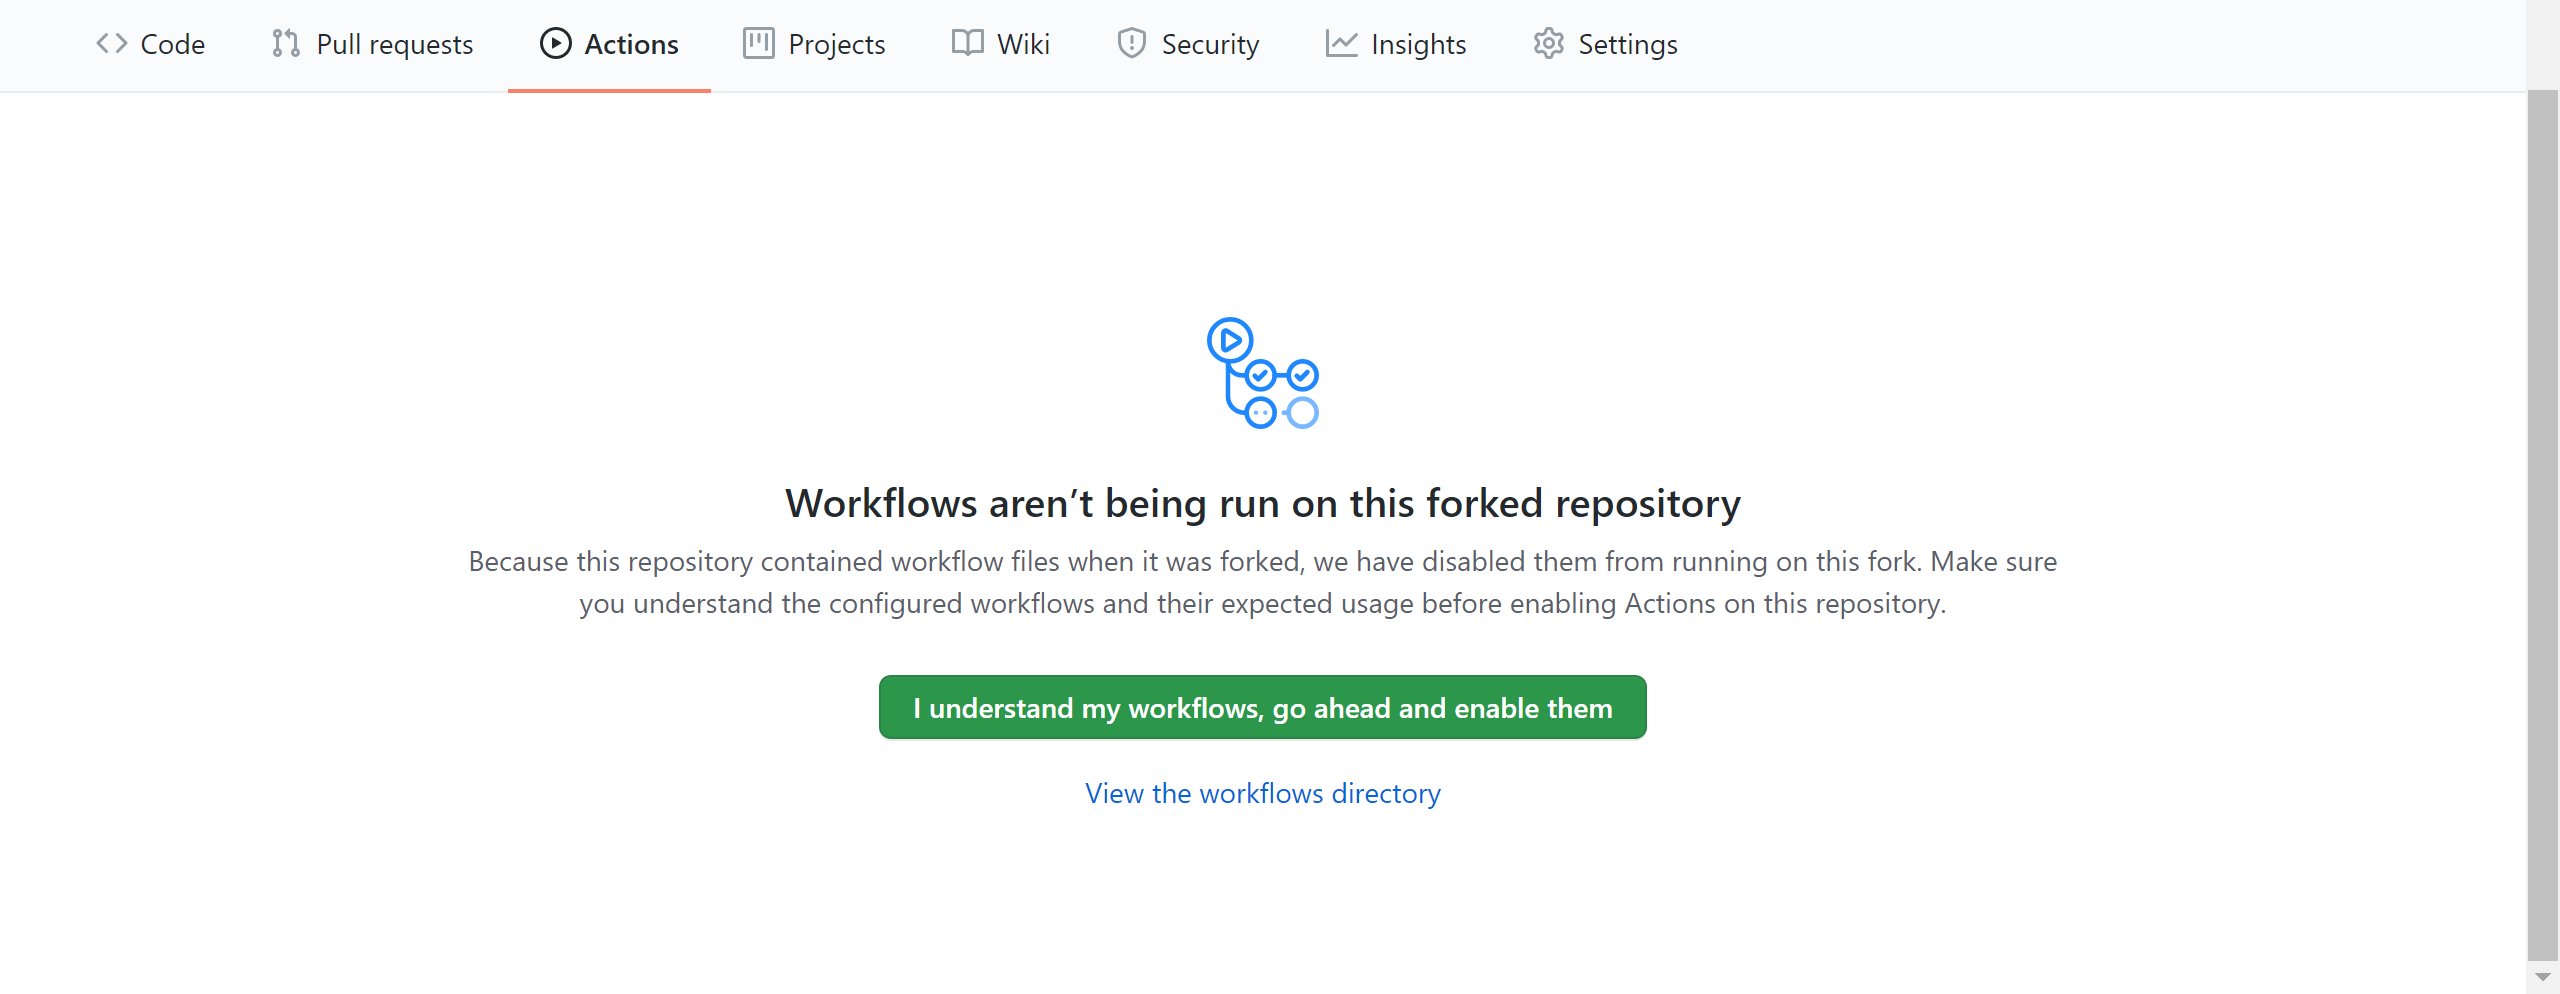 Code Pull requests Actions Projects Wiki Security Insights Settings
Workflows aren’t being run on this forked repository
Because this repository contained workflow files when it was forked, we have disabled them from running on this fork. Make sure
you understand the configured workflows and their expected usage before enabling Actions on this repository.
I understand my workflows, go ahead and enable them
View the workflows directory